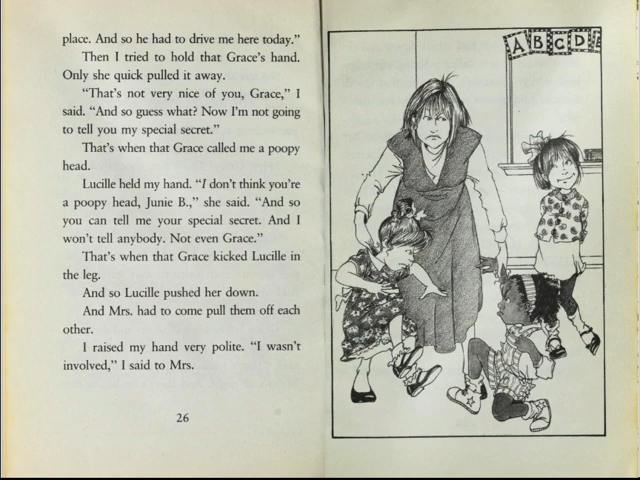 place. And so he had to drive me here today."
Then I tried to hold that Grace's hand.
Only she quick pulled it away.
"That's not very nice of you, Grace," I
said. "And so guess what? Now I'm not going
to tell you my special secret."
That's when that Grace called me a poopy
head.
Lucille held my hand. "I don't think you're
a poopy head, Junie B.," she said. "And so
you can tell me your special secret. And I
won't tell anybody. Not even Grace."
That's when that Grace kicked Lucille in
the leg.
And so Lucille pushed her down.
And Mrs. had to come pull them off each
other.
I raised my hand very polite. "I wasn't
involved," I said to Mrs.
26
A B C D